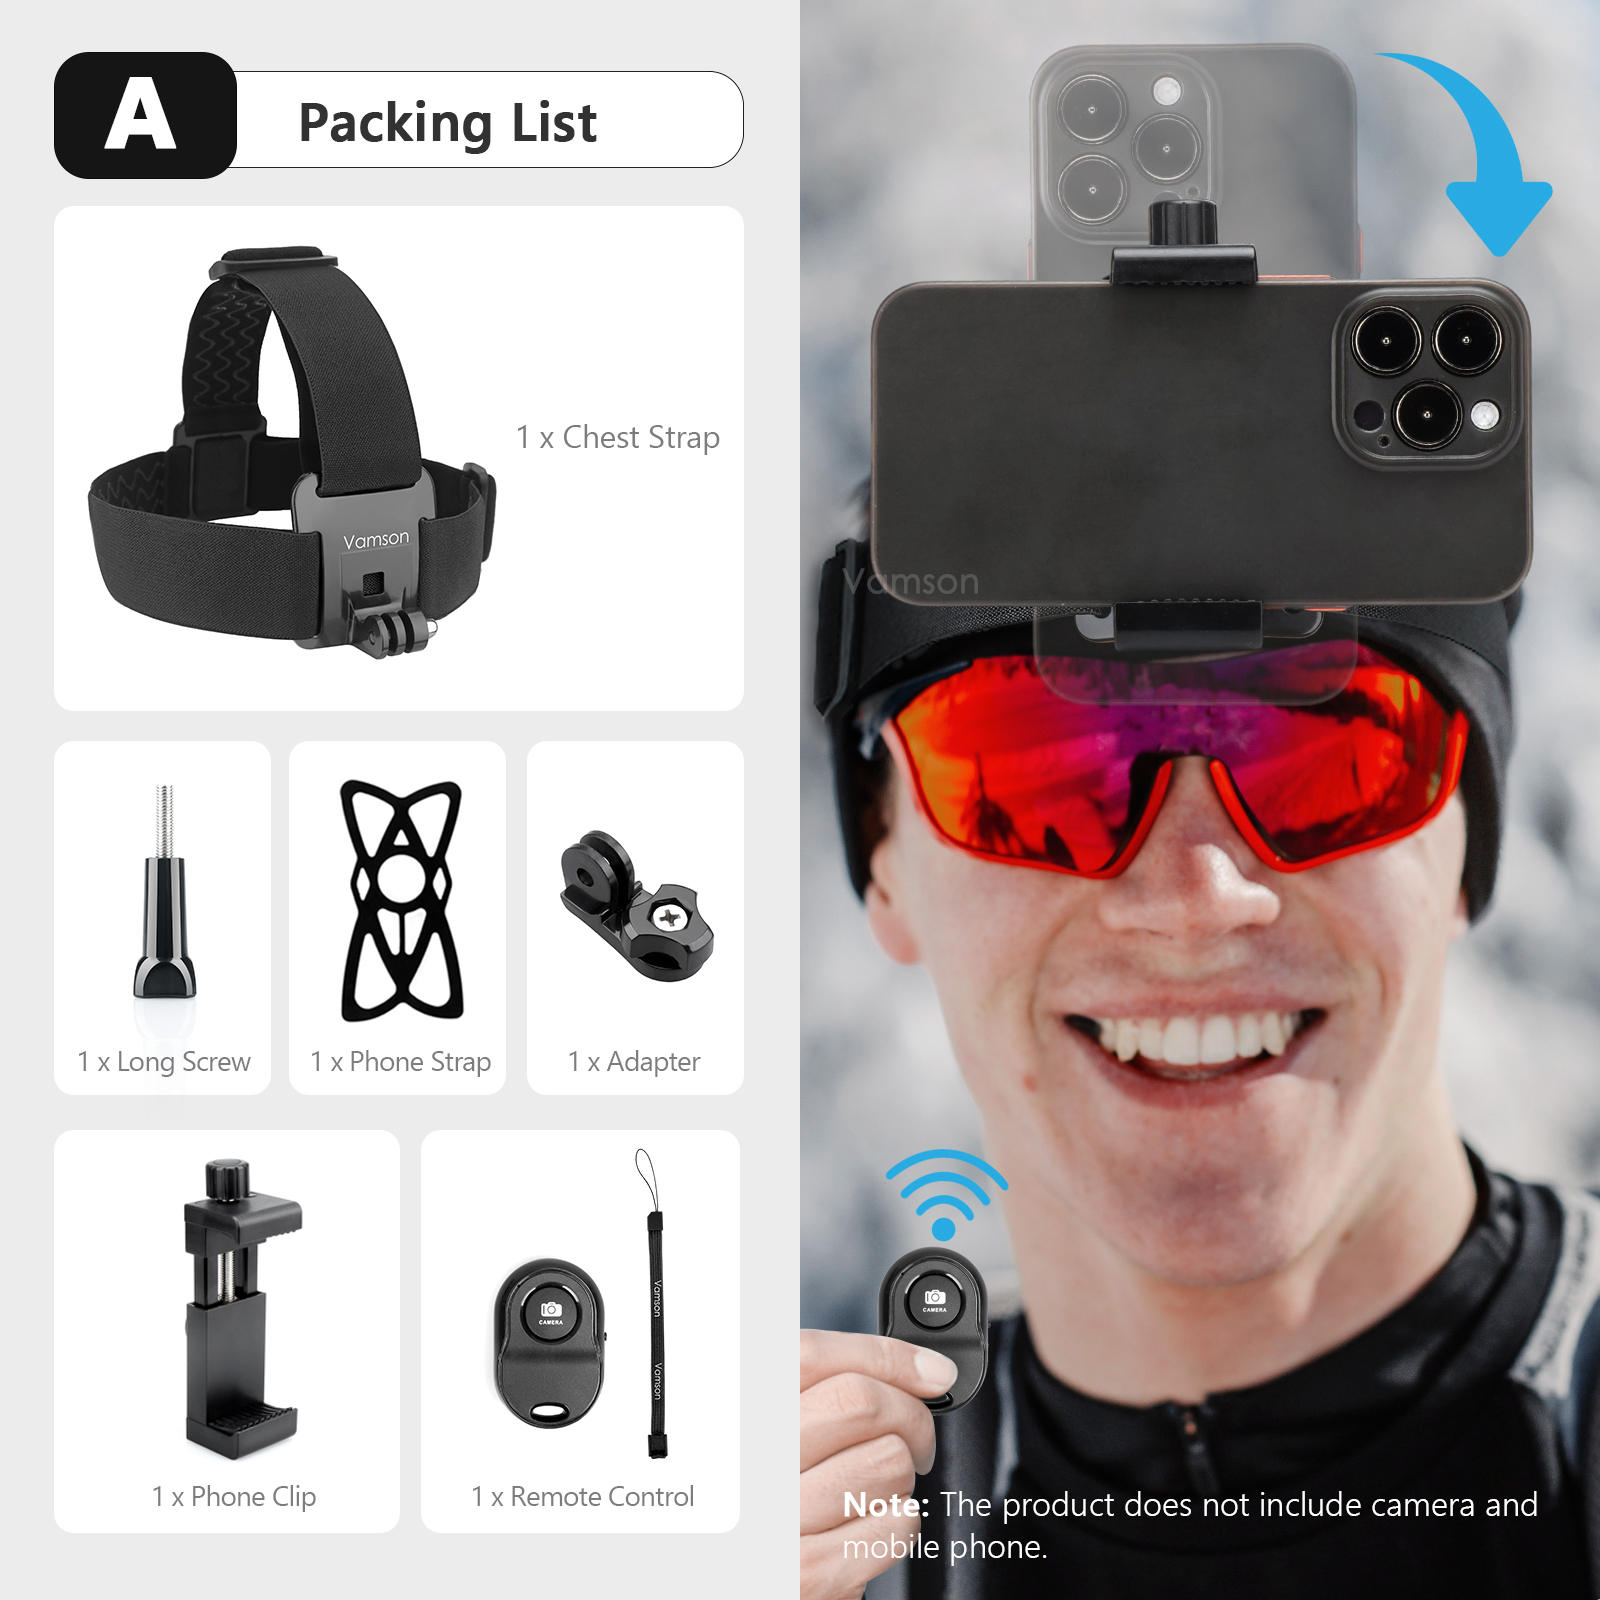 A
Packing List
Vamson
1 x Chest Strap
1 x Long Screw
1 x Phone Strap
1 x Adapter
1 x Phone Clip
CAMERA
Vamson
Vamson
1 x Remote Control
Vamson
CAMERA
Note: The product does not include camera and
mobile phone.